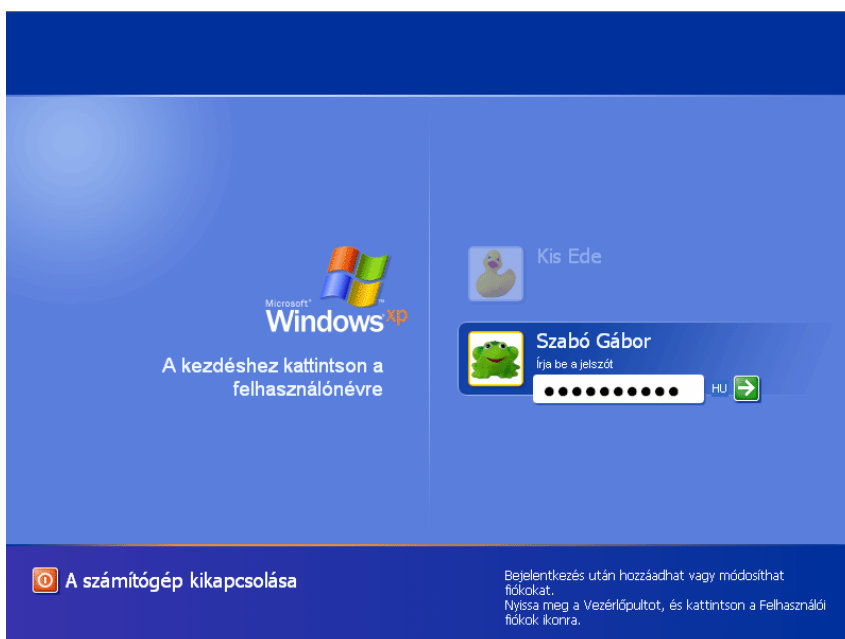 Microsoft
Windows xp
A kezdéshez kattintson a
felhasználónévre
Kis Ede
Szabó Gábor
Írja be a jelszót
●●●●●●●●●●
HU
A számítógép kikapcsolása
Bejelentkezés után hozzáadhat vagy módosíthat
fiókokat.
Nyissa meg a Vezérlőpultot, és kattintson a Felhasználói
fiókok ikonra.